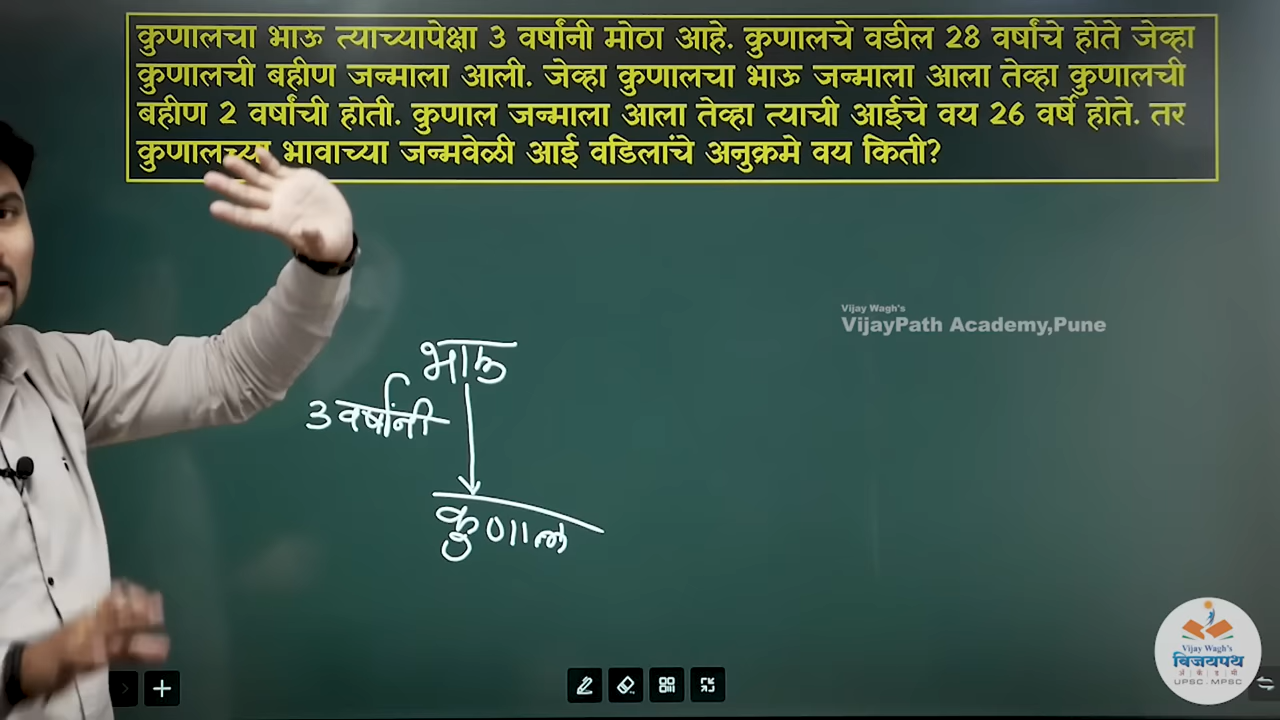 कुणालचा भाऊ त्याच्यापेक्षा 3 वर्षांनी मोठा आहे. कुणालचे वडील 28 वर्षांचे होते जेव्हा
कुणालची बहीण जन्माला आली. जेव्हा कुणालचा भाऊ जन्माला आला तेव्हा कुणालची
बहीण 2 वर्षांची होती. कुणाल जन्माला आला तेव्हा त्याची आईचे वय 26 वर्षे होते. तर
कुणालच्या भावाच्या जन्मवेळी आई वडिलांचे अनुक्रमे वय किती?
Vijay Wagh's
VijayPath Academy,Pune
भाऊ
3 वर्षांनी
कुणाल
Vijay Wagh's
विजयपथ
UPSC.MPSC